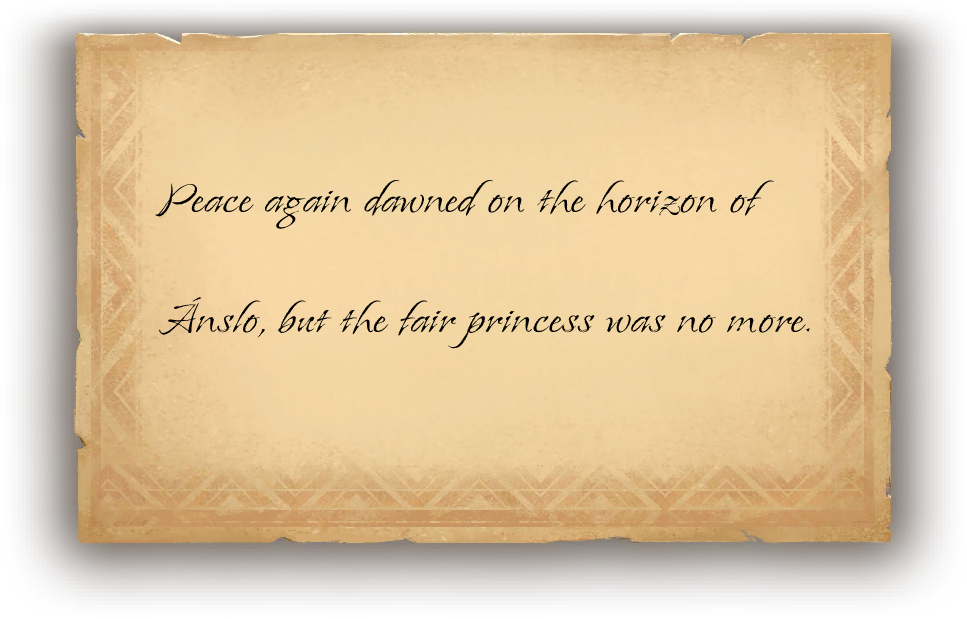 Peace again dawned on the horizon of
Ánslo, but the fair princess was no more.